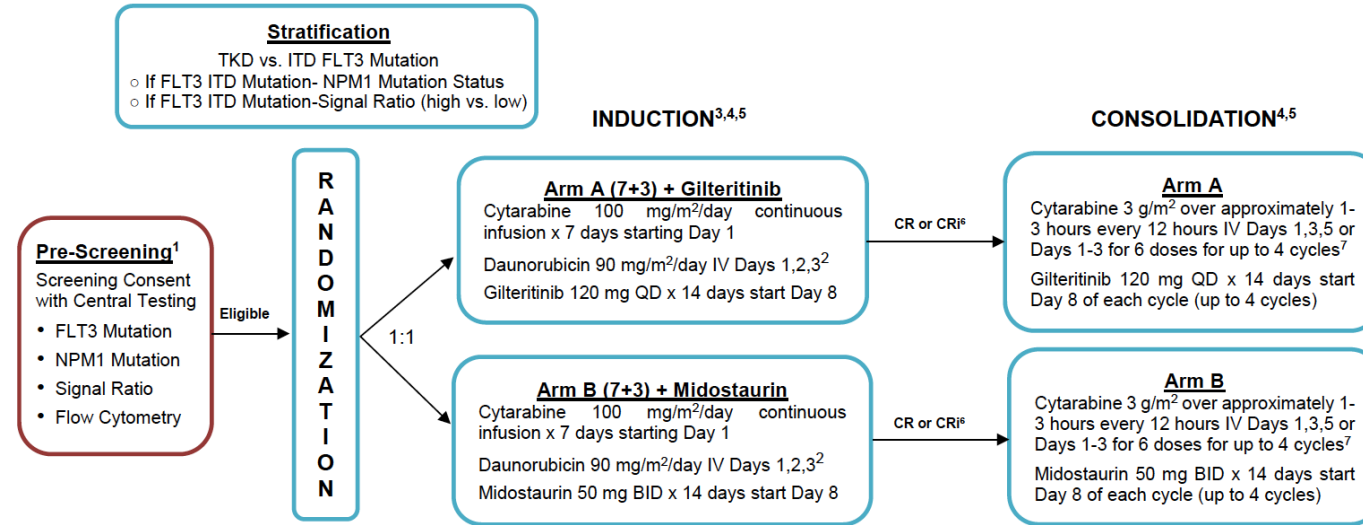 Stratification
TKD vs. ITD FLT3 Mutation
○ If FLT3 ITD Mutation- NPM1 Mutation Status
○ If FLT3 ITD Mutation-Signal Ratio (high vs. low)
INDUCTION3,4,5
CONSOLIDATION4,5
Pre-Screening1
Screening Consent
with Central Testing
• FLT3 Mutation
• NPM1 Mutation
• Signal Ratio
• Flow Cytometry
Eligible
RANDOMIZATION
1:1
Arm A (7+3) + Gilteritinib
Cytarabine 100 mg/m2/day continuous
infusion x 7 days starting Day 1
Daunorubicin 90 mg/m2/day IV Days 1,2,32
Gilteritinib 120 mg QD x 14 days start Day 8
CR or CRi6
Arm A
Cytarabine 3 g/m2 over approximately 1-
3 hours every 12 hours IV Days 1,3,5 or
Days 1-3 for 6 doses for up to 4 cycles7
Gilteritinib 120 mg QD x 14 days start
Day 8 of each cycle (up to 4 cycles)
Arm B (7+3) + Midostaurin
Cytarabine 100 mg/m2/day continuous
infusion x 7 days starting Day 1
Daunorubicin 90 mg/m2/day IV Days 1,2,32
Midostaurin 50 mg BID x 14 days start Day 8
CR or CRi6
Arm B
Cytarabine 3 g/m2 over approximately 1-
3 hours every 12 hours IV Days 1,3,5 or
Days 1-3 for 6 doses for up to 4 cycles7
Midostaurin 50 mg BID x 14 days start
Day 8 of each cycle (up to 4 cycles)